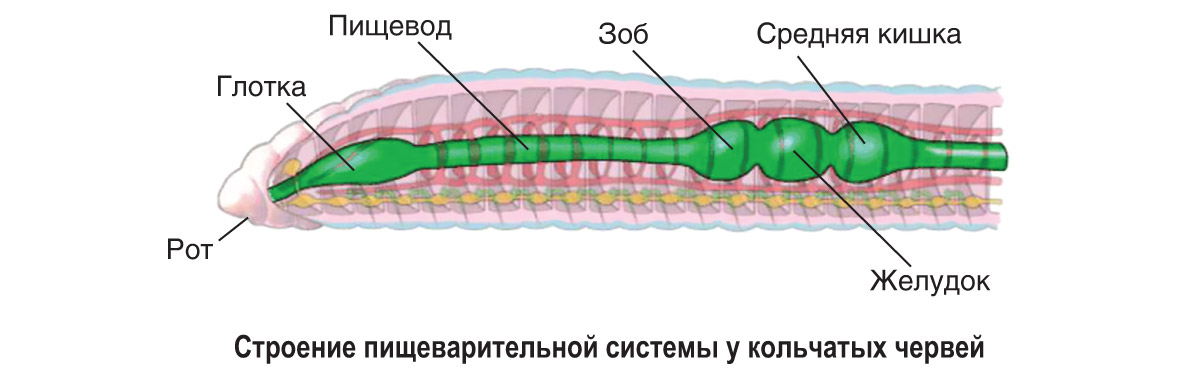 Пищевод
Зоб
Средняя кишка
Глотка
Рот
Желудок
Строение пищеварительной системы у кольчатых червей